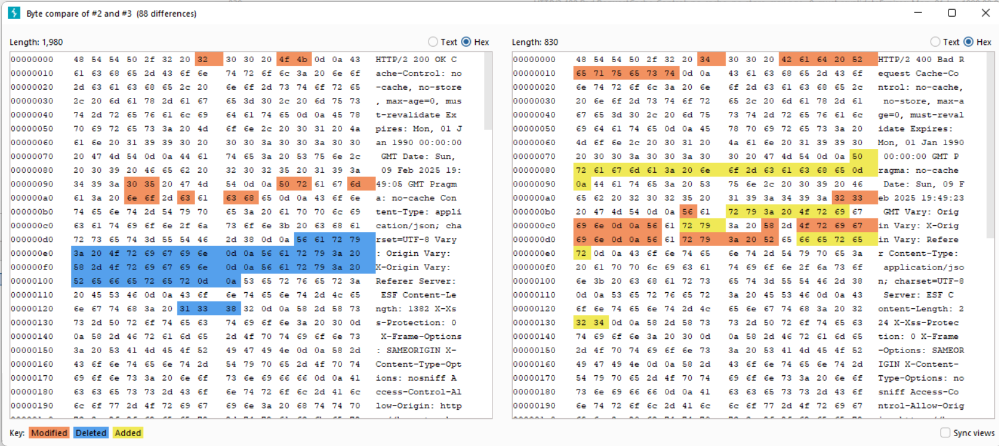 Byte compare of #2 and #3 (88 differences)
Length: 1,980
Text Hex
00000000 48 54 54 50 2f 32 20 32 30 30 20 4f 4b 0d 0a 43 HTTP/2 200 OK C
00000010 61 63 68 65 2d 43 6f 6e 74 72 6f 6c 3a 20 6e 6f ache-Control: no
00000020 2d 63 61 63 68 65 2c 20 6e 6f 2d 73 74 6f 72 65 -cache, no-store
00000030 2c 20 6d 61 78 2d 61 67 65 3d 30 2c 20 6d 75 73 , max-age=0, mus
00000040 74 2d 72 65 76 61 6c 69 64 61 74 65 0d 0a 45 78 t-revalidate Ex
00000050 70 69 72 65 73 3a 20 4d 6f 6e 2c 20 30 31 20 4a pires: Mon, 01 J
00000060 61 6e 20 31 39 39 30 20 30 30 3a 30 30 3a 30 30 an 1990 00:00:00
00000070 20 47 4d 54 0d 0a 44 61 74 65 3a 20 53 75 6e 2c GMT Date: Sun,
00000080 20 30 39 20 46 65 62 20 32 30 32 35 20 31 39 3a 09 Feb 2025 19:
00000090 34 39 3a 30 35 20 47 4d 54 0d 0a 50 72 61 67 6d 49:05 GMT Pragm
000000a0 61 3a 20 6e 6f 2d 63 61 63 68 65 0d 0a 43 6f 6e a: no-cache Con
000000b0 74 65 6e 74 2d 54 79 70 65 3a 20 61 70 70 6c 69 tent-Type: appli
000000c0 63 61 74 69 6f 6e 2f 6a 73 6f 6e 3b 20 63 68 61 cation/json; cha
000000d0 72 73 65 74 3d 55 54 46 2d 38 0d 0a 56 61 72 79 rset=UTF-8 Vary
000000e0 3a 20 4f 72 69 67 69 6e 0d 0a 56 61 72 79 3a 20 : Origin Vary:
000000f0 58 2d 4f 72 69 67 69 6e 0d 0a 56 61 72 79 3a 20 X-Origin Vary:
00000100 52 65 66 65 72 65 72 0d 0a 53 65 72 76 65 72 3a Referer Server:
00000110 20 45 53 46 0d 0a 43 6f 6e 74 65 6e 74 2d 4c 65 ESF Content-Le
00000120 6e 67 74 68 3a 20 31 33 38 32 0d 0a 58 2d 58 73 ngth: 1382 X-Xs
00000130 73 2d 50 72 6f 74 65 63 74 69 6f 6e 3a 20 30 0d s-Protection: 0
00000140 0a 58 2d 46 72 61 6d 65 2d 4f 70 74 69 6f 6e 73 X-Frame-Options
00000150 3a 20 53 41 4d 45 4f 52 49 47 49 4e 0d 0a 58 2d : SAMEORIGIN X-
00000160 43 6f 6e 74 65 6e 74 2d 54 79 70 65 2d 4f 70 74 Content-Type-Opt
00000170 69 6f 6e 73 3a 20 6e 6f 73 6e 69 66 66 0d 0a 41 ions: nosniff A
00000180 63 63 65 73 73 2d 43 6f 6e 74 72 6f 6c 2d 41 6c ccess-Control-Al
00000190 6c 6f 77 2d 4f 72 69 67 69 6e 3a 20 68 74 74 70 low-Origin: http
Length: 830
Text Hex
00000000 48 54 54 50 2f 32 20 34 30 30 20 42 61 64 20 52 HTTP/2 400 Bad R
00000010 65 71 75 65 73 74 0d 0a 43 61 63 68 65 2d 43 6f equest Cache-Co
00000020 6e 74 72 6f 6c 3a 20 6e 6f 2d 63 61 63 68 65 2c ntrol: no-cache,
00000030 20 6e 6f 2d 73 74 6f 72 65 2c 20 6d 61 78 2d 61 no-store, max-a
00000040 67 65 3d 30 2c 20 6d 75 73 74 2d 72 65 76 61 6c ge=0, must-reval
00000050 69 64 61 74 65 0d 0a 45 78 70 69 72 65 73 3a 20 idate Expires:
00000060 4d 6f 6e 2c 20 30 31 20 4a 61 6e 20 31 39 39 30 Mon, 01 Jan 1990
00000070 20 30 30 3a 30 30 3a 30 30 20 47 4d 54 0d 0a 50 00:00:00 GMT P
00000080 72 61 67 6d 61 3a 20 6e 6f 2d 63 61 63 68 65 0d ragma: no-cache
00000090 0a 44 61 74 65 3a 20 53 75 6e 2c 20 30 39 20 46 Date: Sun, 09 F
000000a0 65 62 20 32 30 32 35 20 31 39 3a 34 39 3a 32 33 eb 2025 19:49:23
000000b0 20 47 4d 54 0d 0a 56 61 72 79 3a 20 4f 72 69 67 GMT Vary: Orig
000000c0 69 6e 0d 0a 56 61 72 79 3a 20 58 2d 4f 72 69 67 in Vary: X-Orig
000000d0 69 6e 0d 0a 56 61 72 79 3a 20 52 65 66 65 72 65 in Vary: Refere
000000e0 72 0d 0a 43 6f 6e 74 65 6e 74 2d 54 79 70 65 3a r Content-Type:
000000f0 20 61 70 70 6c 69 63 61 74 69 6f 6e 2f 6a 73 6f application/jso
00000100 6e 3b 20 63 68 61 72 73 65 74 3d 55 54 46 2d 38 n; charset=UTF-8
00000110 0d 0a 53 65 72 76 65 72 3a 20 45 53 46 0d 0a 43 Server: ESF C
00000120 6f 6e 74 65 6e 74 2d 4c 65 6e 67 74 68 3a 20 32 ontent-Length: 2
00000130 32 34 0d 0a 58 2d 58 73 73 2d 50 72 6f 74 65 63 24 X-Xss-Protec
00000140 74 69 6f 6e 3a 20 30 0d 0a 58 2d 46 72 61 6d 65 tion: 0 X-Frame
00000150 2d 4f 70 74 69 6f 6e 73 3a 20 53 41 4d 45 4f 52 -Options: SAMEOR
00000160 49 47 49 4e 0d 0a 58 2d 43 6f 6e 74 65 6e 74 2d IGIN X-Content-
00000170 54 79 70 65 2d 4f 70 74 69 6f 6e 73 3a 20 6e 6f Type-Options: no
00000180 73 6e 69 66 66 0d 0a 41 63 63 65 73 73 2d 43 6f sniff Access-Co
00000190 6e 74 72 6f 6c 2d 41 6c 6c 6f 77 2d 4f 72 69 67 ntrol-Allow-Orig
Key: Modified Deleted Added
Sync views